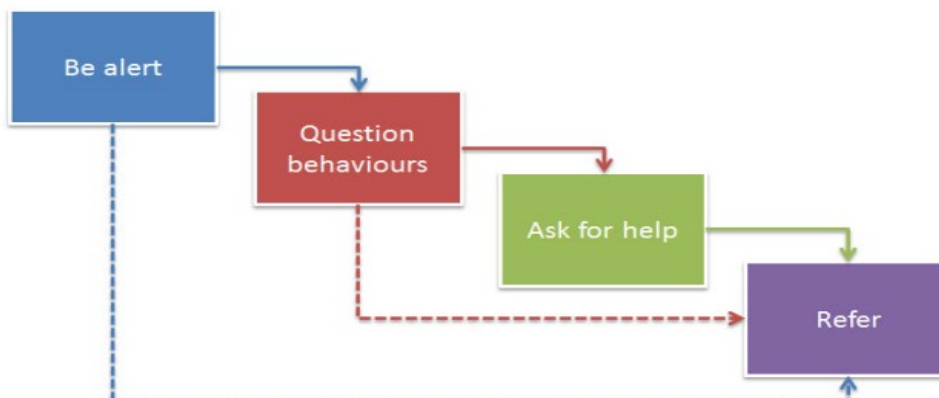 Be alert
Question
behaviours
Ask for help
Refer